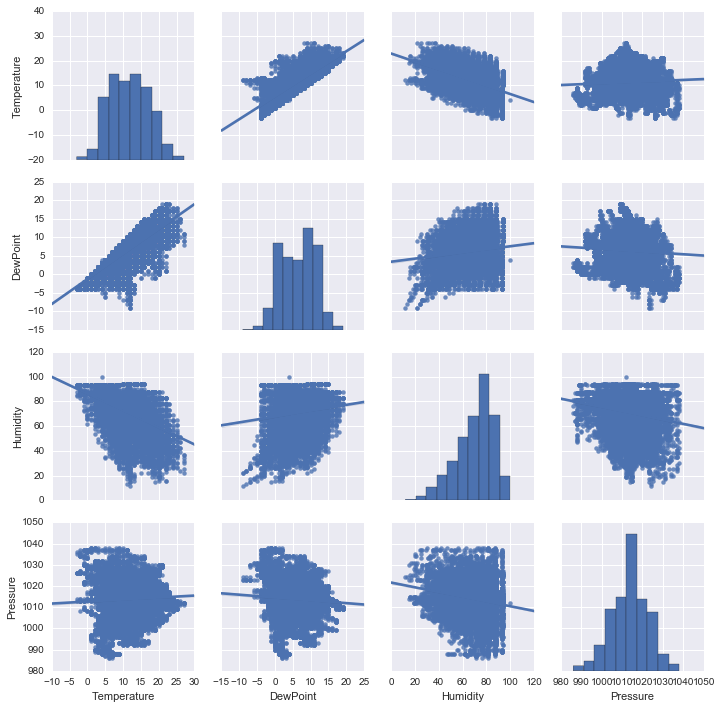 40
30
20
10
0
−10
−20
Temperature
25
20
15
10
5
0
−5
−10
−15
DewPoint
120
100
80
60
40
20
0
Humidity
1050
1040
1030
1020
1010
1000
990
980
Pressure
−10 −5 0 5 10 15 20 25 30
Temperature
−15 −10 −5 0 5 10 15 20 25
DewPoint
0 20 40 60 80 100 120
Humidity
980 990 1000 1010 1020 1030 1040 1050
Pressure